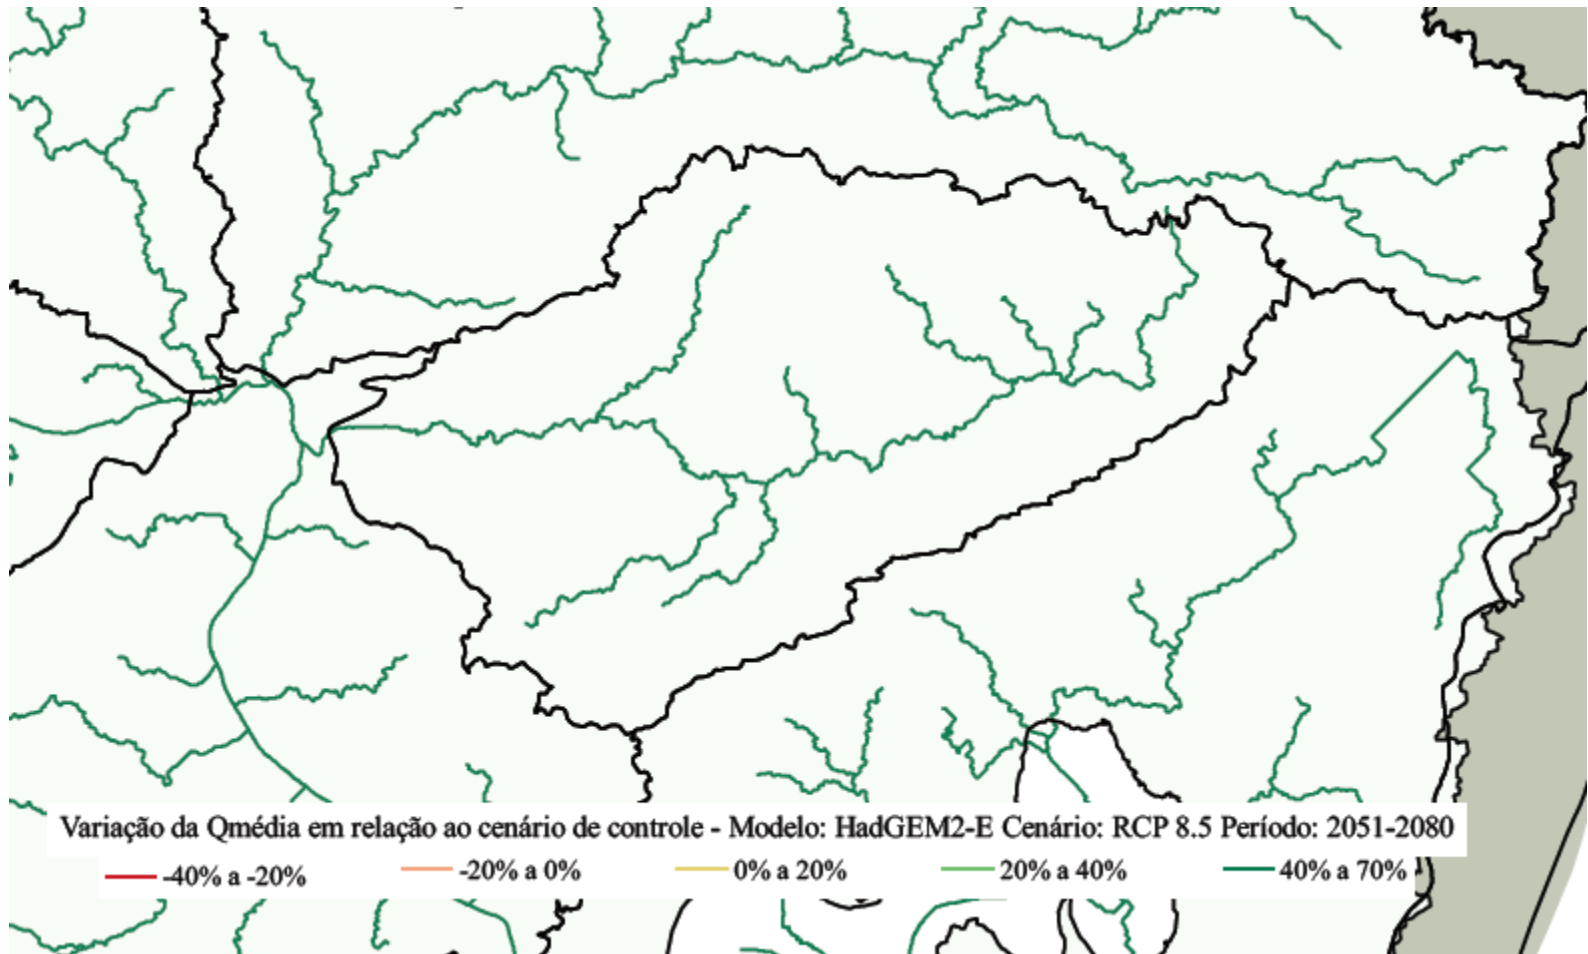 Variação da Qmédia em relação ao cenário de controle - Modelo: HadGEM2-E Cenário: RCP 8.5 Período: 2051-2080
-40% a -20% -20% a 0% 0% a 20% 20% a 40% 40% a 70%